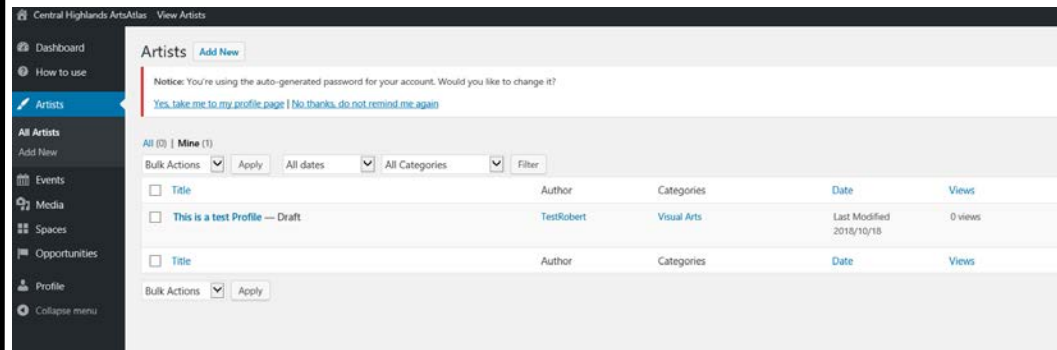 Central Highlands ArtsAtlas View Artists
Dashboard
How to use
Artists
All Artists
Add New
Events
Media
Spaces
Opportunities
Profile
Collapse menu
Artists Add New
Notice: You're using the auto-generated password for your account. Would you like to change it?
Yes, take me to my profile page | No thanks, do not remind me again
All (0) | Mine (1)
Bulk Actions Apply All dates All Categories Filter
Title Author Categories Date Views
This is a test Profile — Draft TestRobert Visual Arts Last Modified 0 views
2018/10/18
Title Author Categories Date Views
Bulk Actions Apply